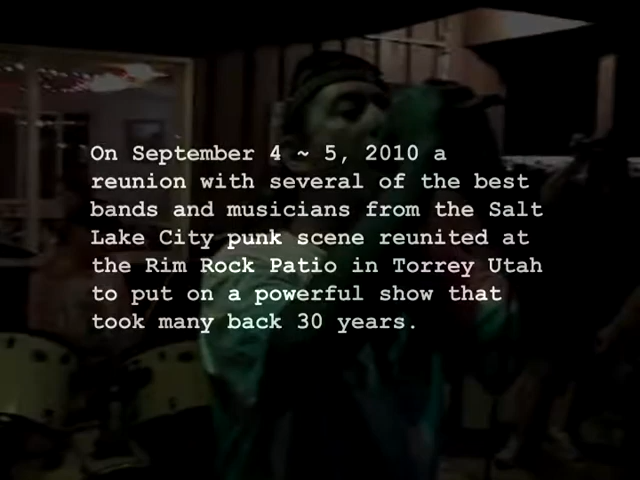 On September 4 ~ 5, 2010 a
reunion with several of the best
bands and musicians from the Salt
Lake City punk scene reunited at
the Rim Rock Patio in Torrey Utah
to put on a powerful show that
took many back 30 years.